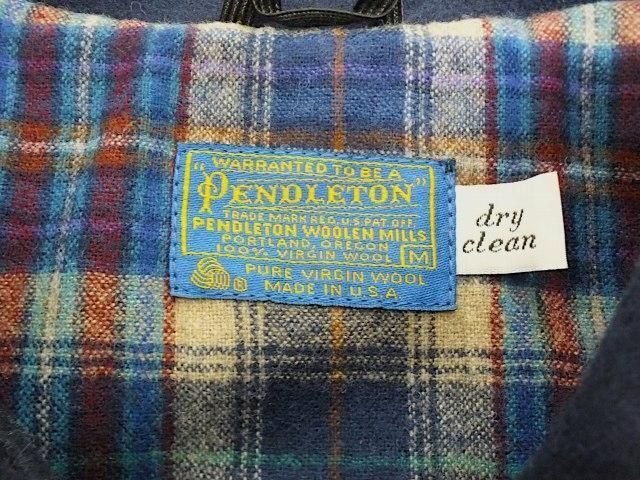 WARRANTED TO BE A
"PENDLETON"
TRADE MARK REG. U.S. PAT. OFF.
PENDLETON WOOLEN MILLS
PORTLAND, OREGON
100% VIRGIN WOOL M
® PURE VIRGIN WOOL
MADE IN U.S.A
dry
clean